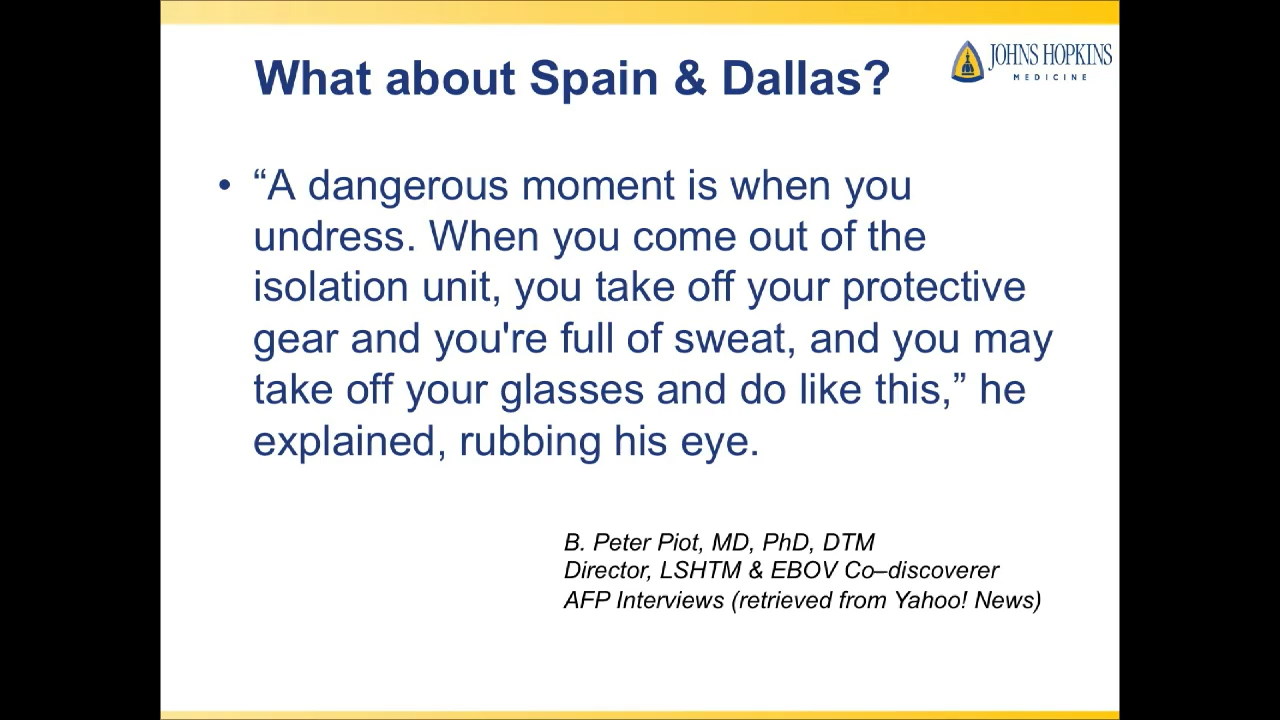 What about Spain & Dallas?
JOHNS HOPKINS
MEDICINE
• “A dangerous moment is when you
undress. When you come out of the
isolation unit, you take off your protective
gear and you're full of sweat, and you may
take off your glasses and do like this,” he
explained, rubbing his eye.
B. Peter Piot, MD, PhD, DTM
Director, LSHTM & EBOV Co–discoverer
AFP Interviews (retrieved from Yahoo! News)